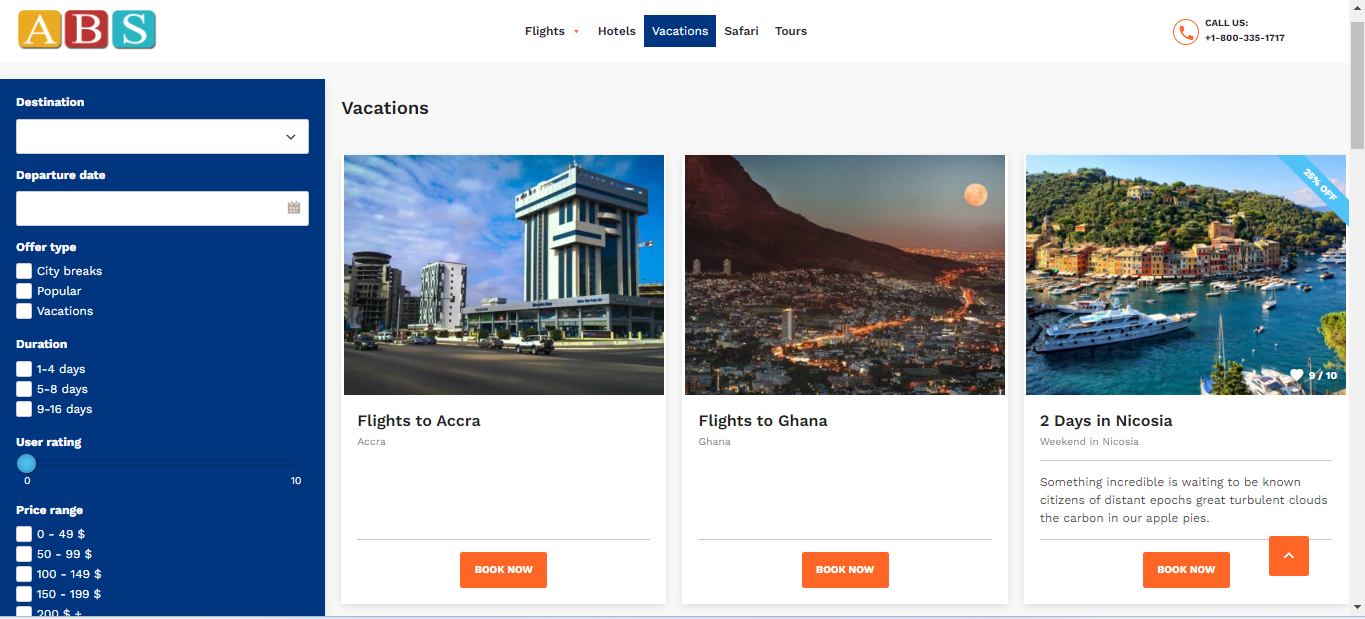 ABS
Flights
Hotels
Vacations
Safari
Tours
CALL US:
+1-800-335-1717
Destination
Departure date
Offer type
City breaks
Popular
Vacations
Duration
1-4 days
5-8 days
9-16 days
User rating
0
10
Price range
0 - 49 $
50 - 99 $
100 - 149 $
150 - 199 $
200 $ +
Vacations
Flights to Accra
Accra
BOOK NOW
Flights to Ghana
Ghana
BOOK NOW
25% OFF
9 / 10
2 Days in Nicosia
Weekend in Nicosia
Something incredible is waiting to be known
citizens of distant epochs great turbulent clouds
the carbon in our apple pies.
BOOK NOW